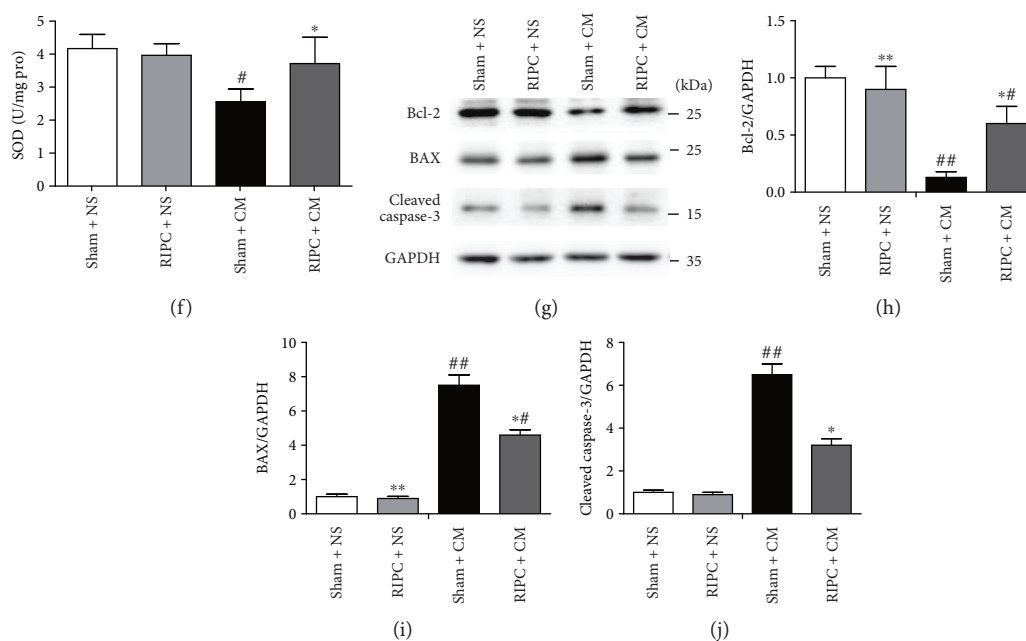 SOD (U/mg pro)
5
4
3
2
1
0
#
*
Sham + NS
RIPC + NS
Sham + CM
RIPC + CM
(f)
Sham + NS
RIPC + NS
Sham + CM
RIPC + CM
(kDa)
Bcl-2
25
BAX
25
Cleaved
caspase-3
15
GAPDH
35
(g)
Bcl-2/GAPDH
1.5
1.0
0.5
0.0
**
##
*#
Sham + NS
RIPC + NS
Sham + CM
RIPC + CM
(h)
BAX/GAPDH
10
8
6
4
2
0
**
##
*#
Sham + NS
RIPC + NS
Sham + CM
RIPC + CM
(i)
Cleaved caspase-3/GAPDH
8
6
4
2
0
##
*
Sham + NS
RIPC + NS
Sham + CM
RIPC + CM
(j)